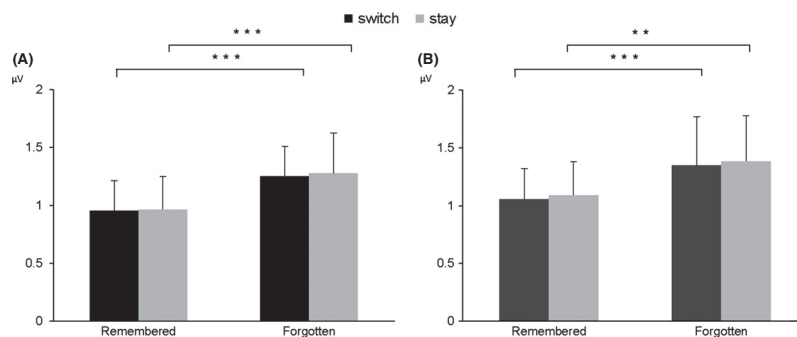 switch stay
* * *
* * *
(A)
µV
2
1.5
1
0.5
0
Remembered Forgotten
* *
* * *
(B)
µV
2
1.5
1
0.5
0
Remembered Forgotten